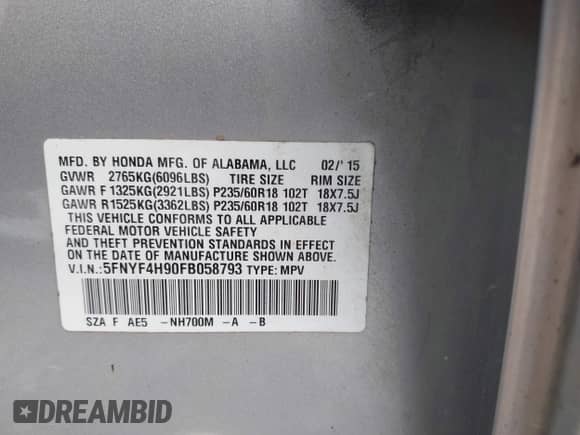 MFD. BY HONDA MFG. OF ALABAMA, LLC 02/'15
GVWR 2765KG(6096LBS) TIRE SIZE RIM SIZE
GAWR F 1325KG(2921LBS) P235/60R18 102T 18X7.5J
GAWR R1525KG(3362LBS) P235/60R18 102T 18X7.5J
THIS VEHICLE CONFORMS TO ALL APPLICABLE
FEDERAL MOTOR VEHICLE SAFETY
AND THEFT PREVENTION STANDARDS IN EFFECT
ON THE DATE OF MANUFACTURE SHOWN ABOVE.
V.I.N.:5FNYF4H90FB058793 TYPE: MPV
SZA F AE5 -NH700M -A -B
DREAMBID